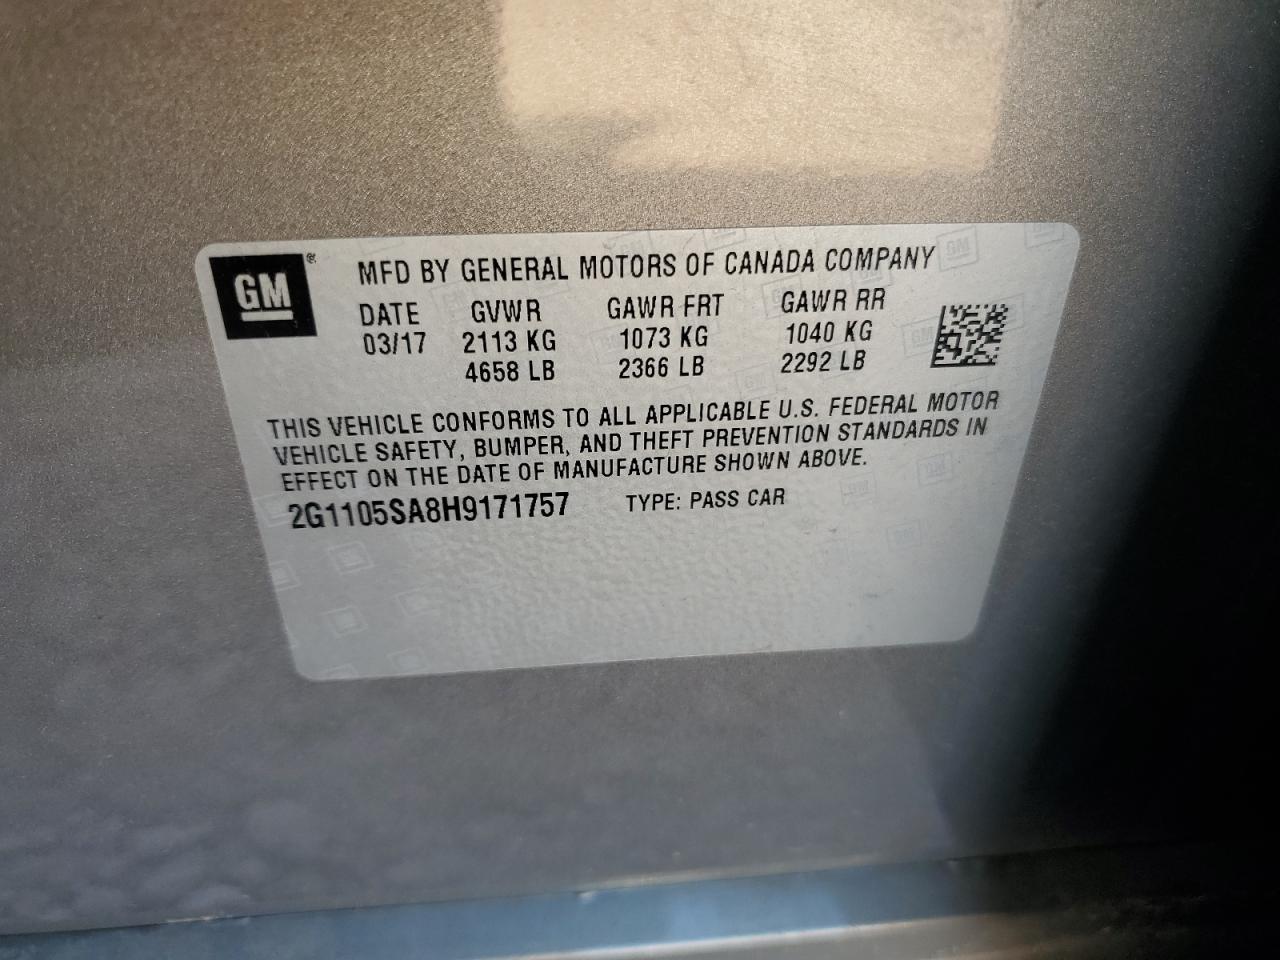 GM®
MFD BY GENERAL MOTORS OF CANADA COMPANY
DATE GVWR GAWR FRT GAWR RR
03/17 2113 KG 1073 KG 1040 KG
4658 LB 2366 LB 2292 LB
THIS VEHICLE CONFORMS TO ALL APPLICABLE U.S. FEDERAL MOTOR
VEHICLE SAFETY, BUMPER, AND THEFT PREVENTION STANDARDS IN
EFFECT ON THE DATE OF MANUFACTURE SHOWN ABOVE.
2G1105SA8H9171757 TYPE: PASS CAR